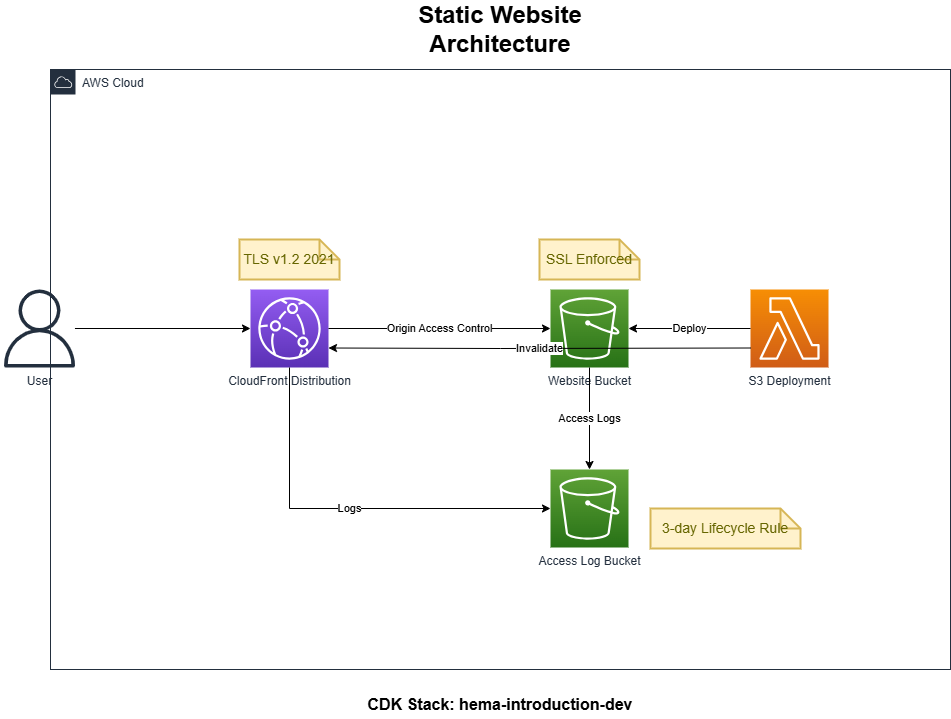 Static Website
Architecture
AWS Cloud
TLS v1.2 2021
SSL Enforced
Origin Access Control
Deploy
Invalidate
User
CloudFront Distribution
Website Bucket
S3 Deployment
Access Logs
Logs
3-day Lifecycle Rule
Access Log Bucket
CDK Stack: hema-introduction-dev